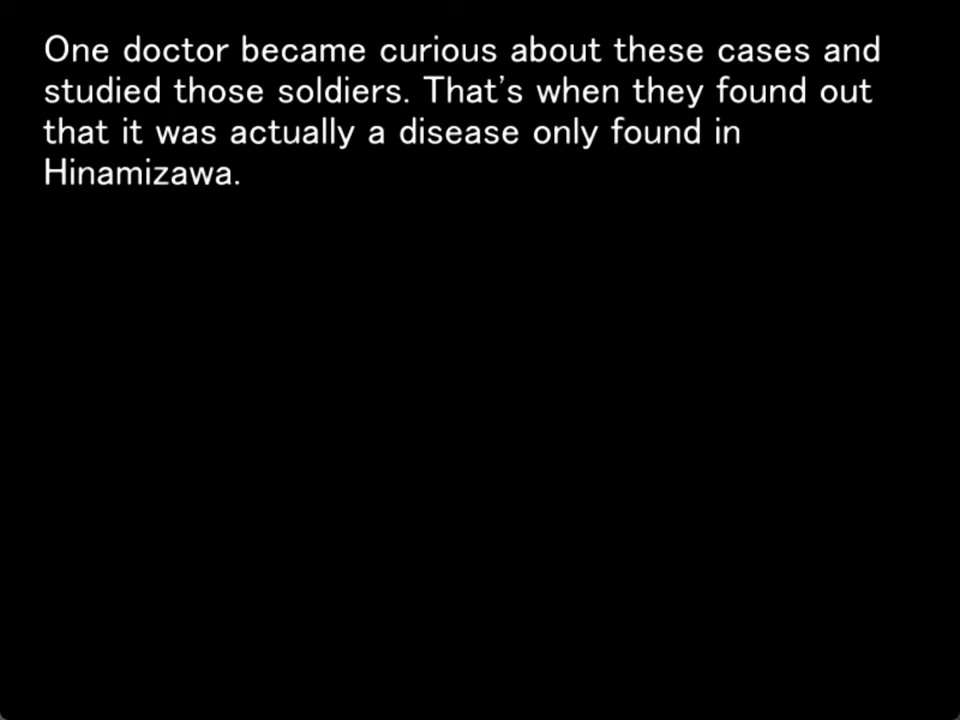 One doctor became curious about these cases and
studied those soldiers. That's when they found out
that it was actually a disease only found in
Hinamizawa.